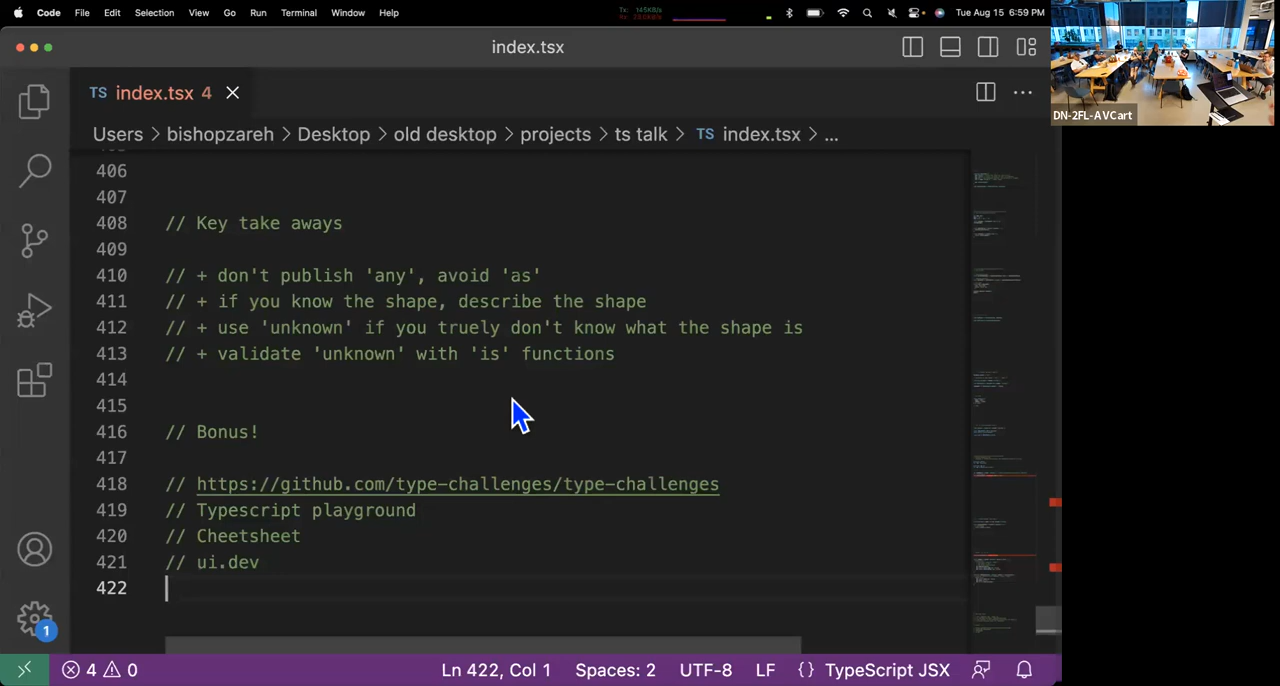 Code File Edit Selection View Go Run Terminal Window Help Tue Aug 15 6:59 PM
index.tsx
TS index.tsx 4
DN-2FL-AVCart
Users > bishopzareh > Desktop > old desktop > projects > ts talk > TS index.tsx > ...
406
407
408 // Key take aways
409
410 // + don't publish 'any', avoid 'as'
411 // + if you know the shape, describe the shape
412 // + use 'unknown' if you truely don't know what the shape is
413 // + validate 'unknown' with 'is' functions
414
415
416 // Bonus!
417
418 // https://github.com/type-challenges/type-challenges
419 // Typescript playground
420 // Cheetsheet
421 // ui.dev
422
1
4 0 Ln 422, Col 1 Spaces: 2 UTF-8 LF {} TypeScript JSX